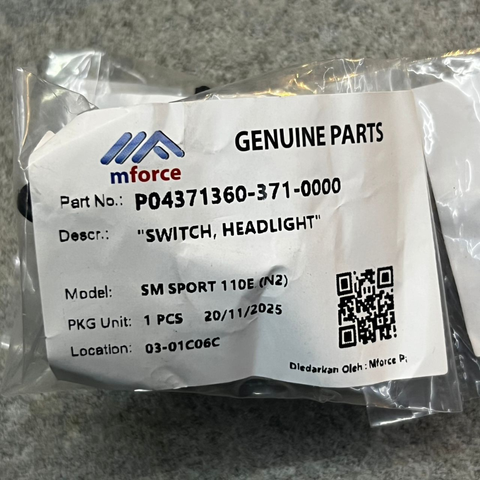 GENUINE PARTS
mforce
Part No.: P04371360-371-0000
Descr.: "SWITCH, HEADLIGHT"
Model: SM SPORT 110E (N2)
PKG Unit: 1 PCS 20/11/2025
Location: 03-01C06C
Diedarkan Oleh : Mforce